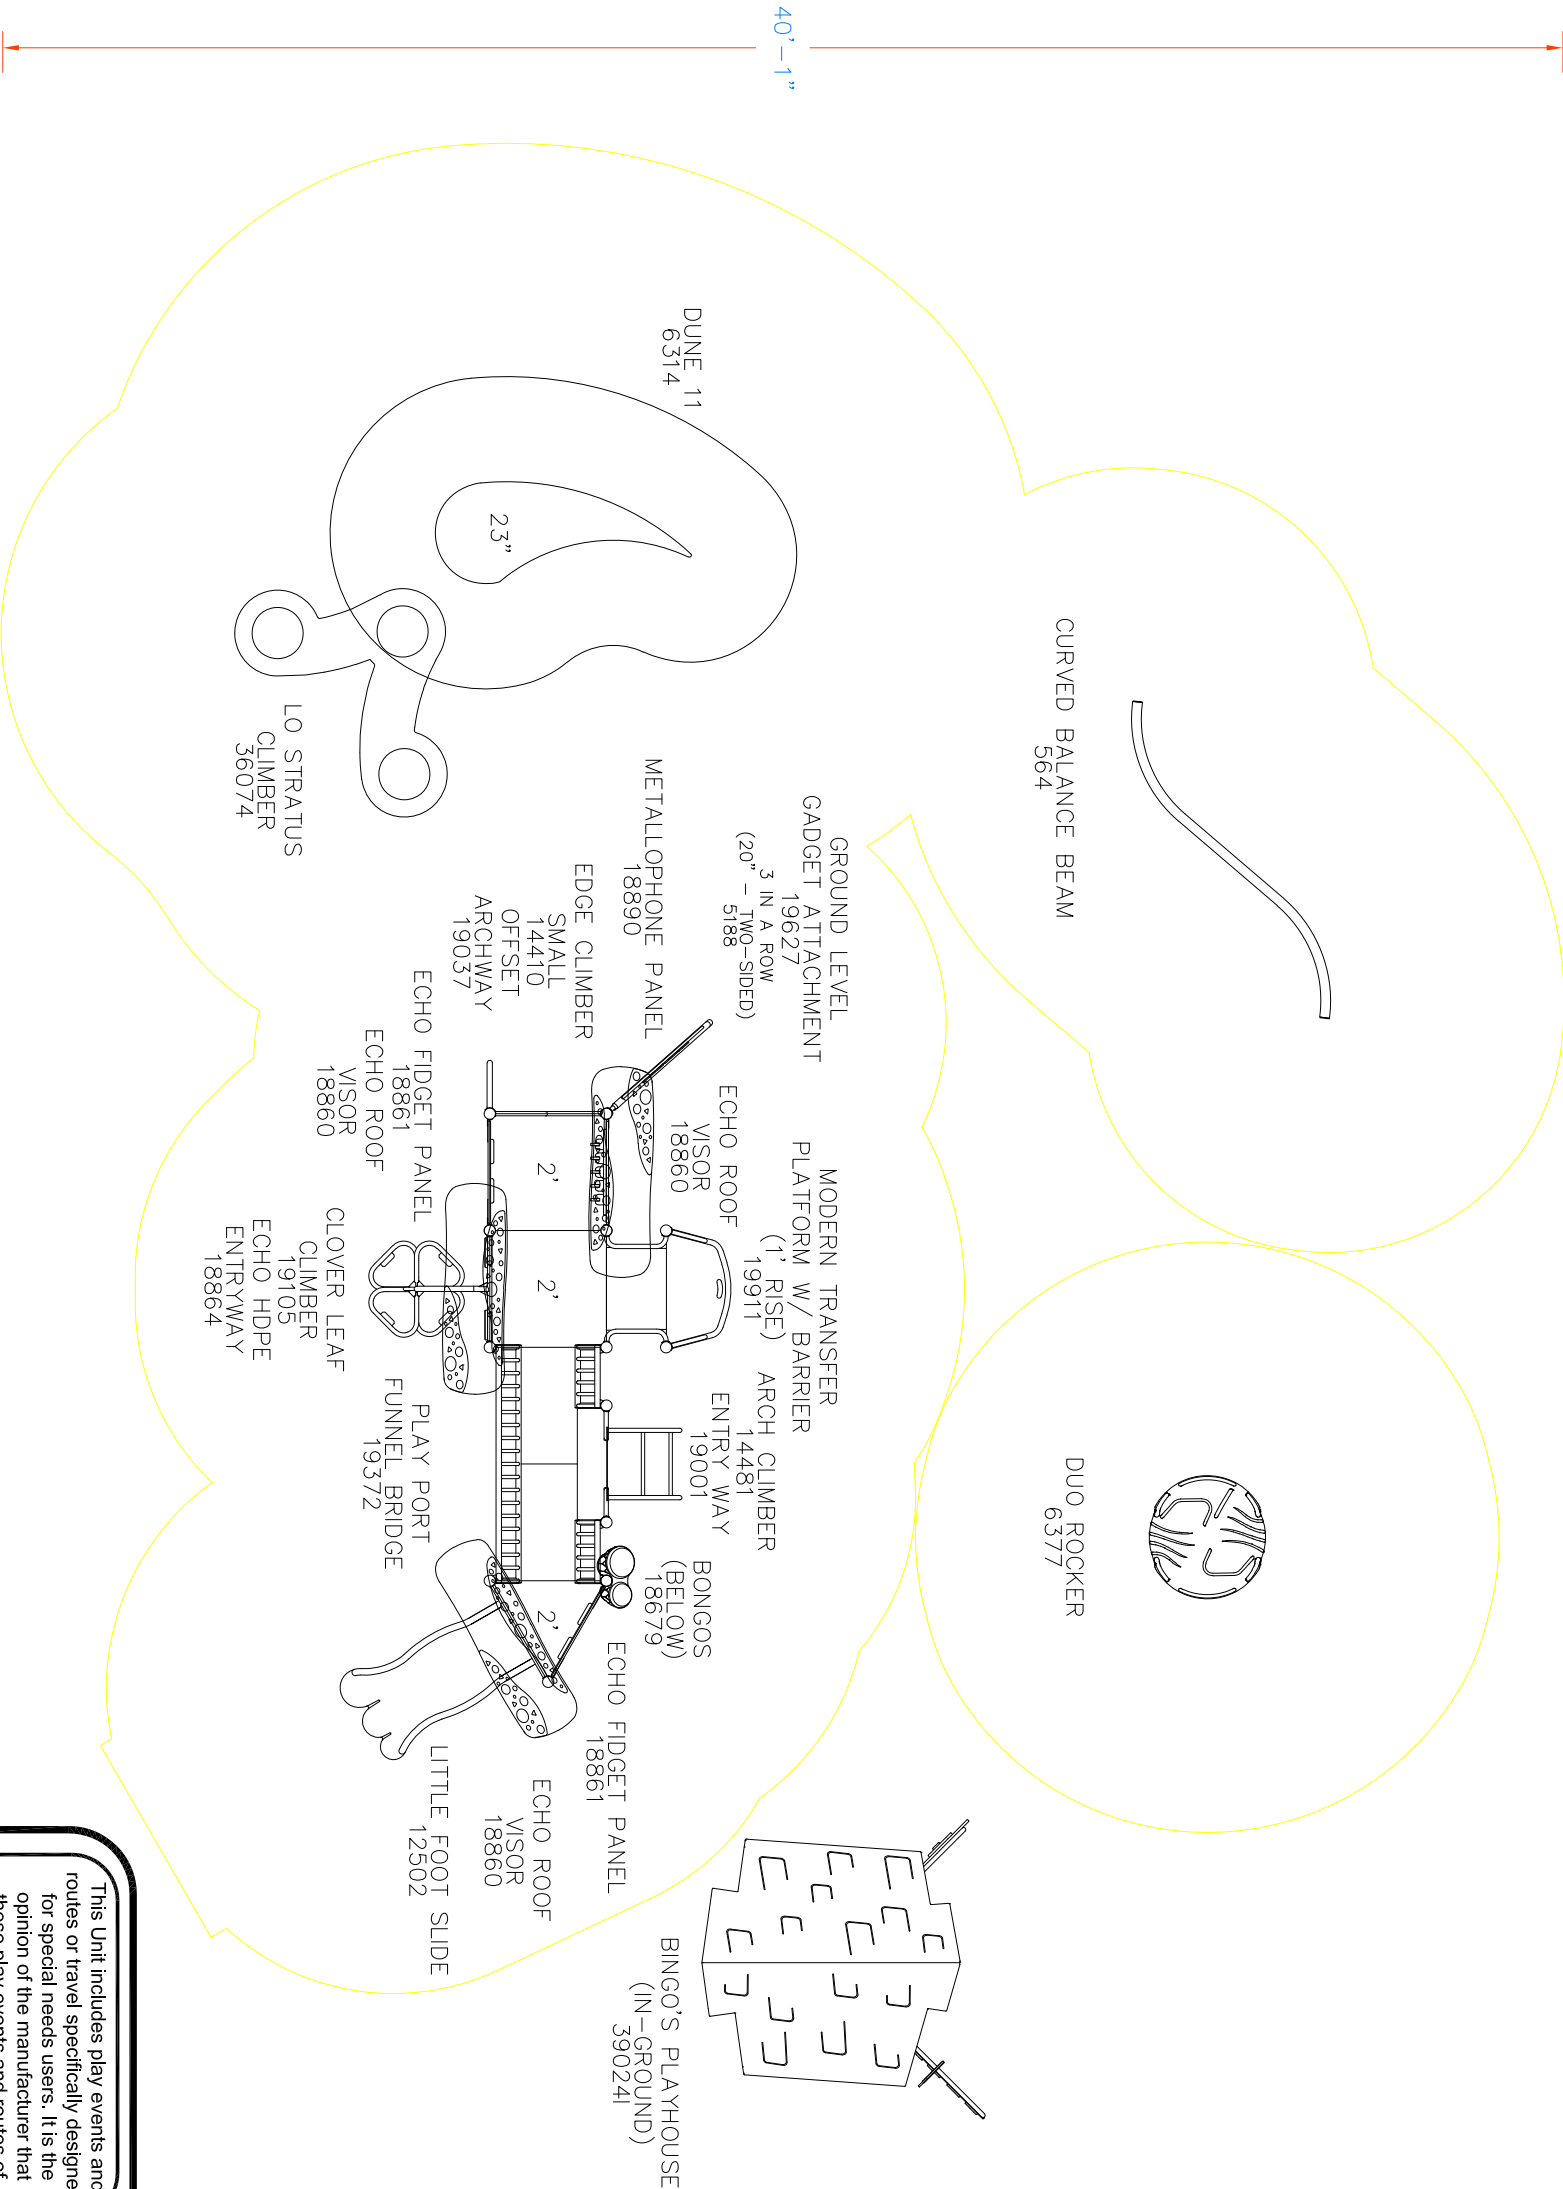 40'-1"
CURVED BALANCE BEAM
564
DUO ROCKER
6377
DUNE 11
6314
23"
LO STRATUS
CLIMBER
36074
GROUND LEVEL
GADGET ATTACHMENT
19627
3 IN A ROW
(20" - TWO-SIDED)
5188
METALLOPHONE PANEL
18890
EDGE CLIMBER
SMALL
14410
OFFSET
ARCHWAY
19037
ECHO FIDGET PANEL
18861
ECHO ROOF
VISOR
18860
ECHO ROOF
VISOR
18860
MODERN TRANSFER
PLATFORM W/ BARRIER
(1' RISE)
19911
ARCH CLIMBER
14481
ENTRY WAY
19001
2'
2'
2'
CLOVER LEAF
CLIMBER
19105
ECHO HDPE
ENTRYWAY
18864
PLAY PORT
FUNNEL BRIDGE
19372
BONGOS
(BELOW)
18679
ECHO FIDGET PANEL
18861
ECHO ROOF
VISOR
18860
LITTLE FOOT SLIDE
12502
BINGO'S PLAYHOUSE
(IN-GROUND)
39024I
This Unit includes play events and
routes or travel specifically designe
for special needs users. It is the
opinion of the manufacturer that
these play events and routes of